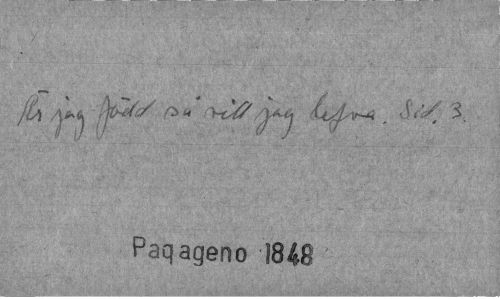 Är jag född så vill jag lefva. Sid. 3.
Paqageno 1848